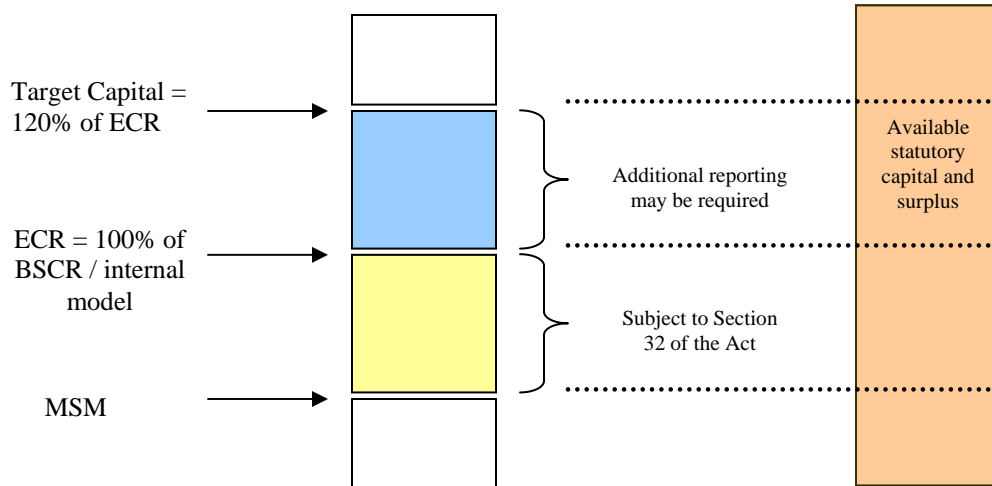 Target Capital =
120% of ECR
Available
statutory
capital and
surplus
Additional reporting
may be required
ECR = 100% of
BSCR / internal
model
Subject to Section
32 of the Act
MSM